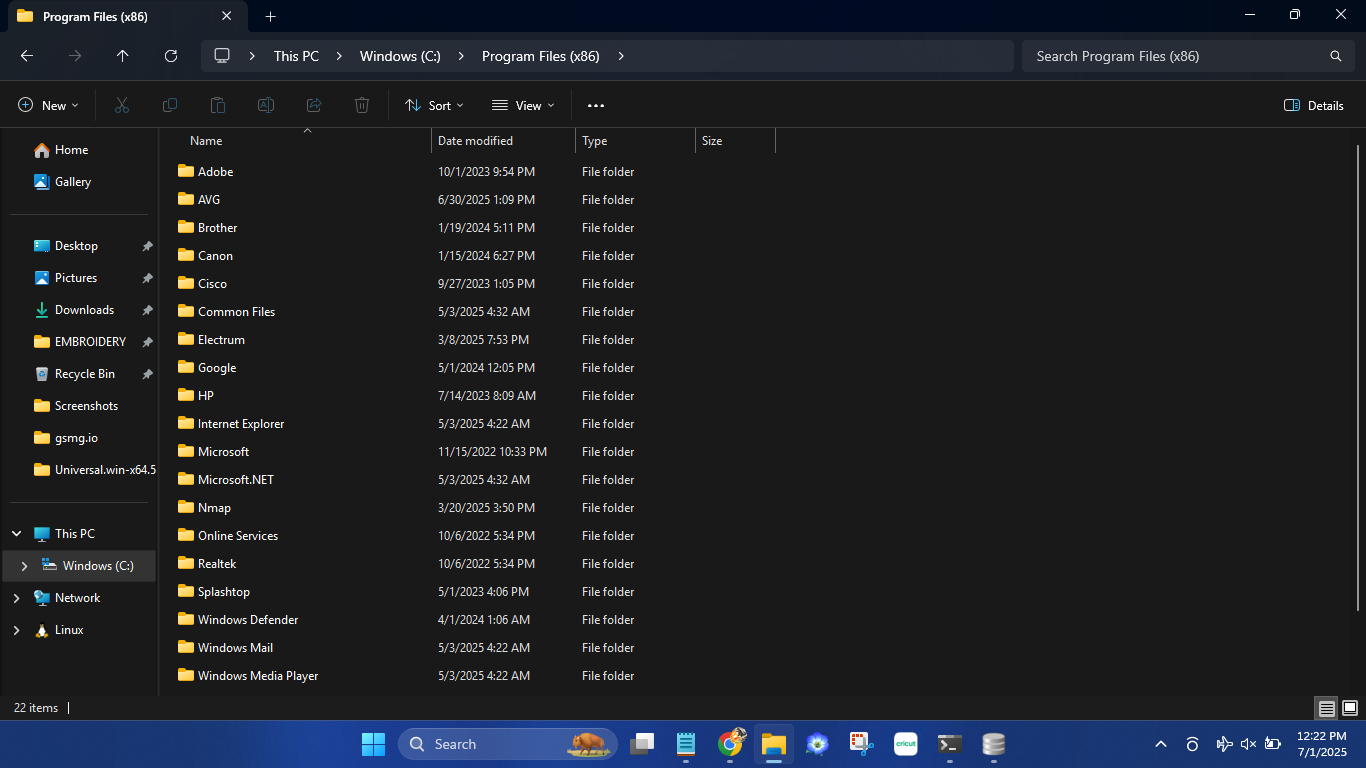 Program Files (x86)
This PC > Windows (C:) > Program Files (x86) >
Search Program Files (x86)
New
Sort
View
Details
Home
Gallery
Desktop
Pictures
Downloads
EMBROIDERY
Recycle Bin
Screenshots
gsmg.io
Universal.win-x64.5
This PC
Windows (C:)
Network
Linux
Name Date modified Type Size
Adobe 10/1/2023 9:54 PM File folder
AVG 6/30/2025 1:09 PM File folder
Brother 1/19/2024 5:11 PM File folder
Canon 1/15/2024 6:27 PM File folder
Cisco 9/27/2023 1:05 PM File folder
Common Files 5/3/2025 4:32 AM File folder
Electrum 3/8/2025 7:53 PM File folder
Google 5/1/2024 12:05 PM File folder
HP 7/14/2023 8:09 AM File folder
Internet Explorer 5/3/2025 4:22 AM File folder
Microsoft 11/15/2022 10:33 PM File folder
Microsoft.NET 5/3/2025 4:32 AM File folder
Nmap 3/20/2025 3:50 PM File folder
Online Services 10/6/2022 5:34 PM File folder
Realtek 10/6/2022 5:34 PM File folder
Splashtop 5/1/2023 4:06 PM File folder
Windows Defender 4/1/2024 1:06 AM File folder
Windows Mail 5/3/2025 4:22 AM File folder
Windows Media Player 5/3/2025 4:22 AM File folder
22 items
Search
cricut
12:22 PM
7/1/2025